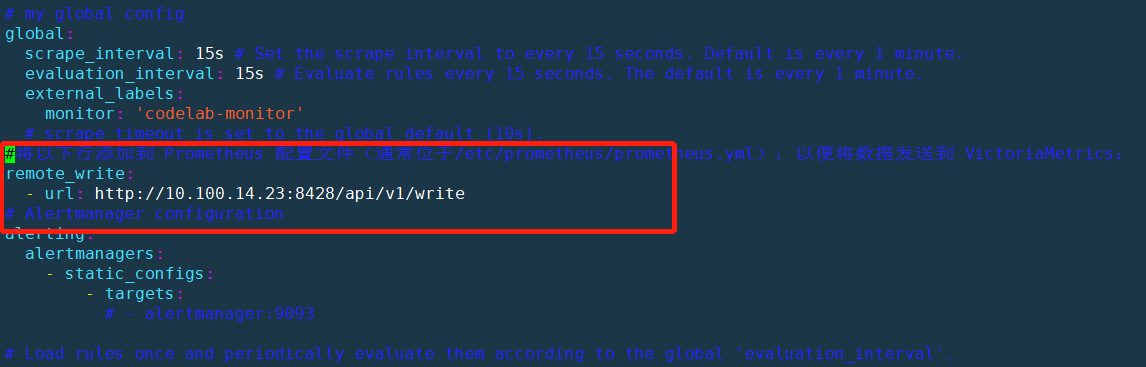 # my global config
global:
  scrape_interval: 15s # Set the scrape interval to every 15 seconds. Default is every 1 minute.
  evaluation_interval: 15s # Evaluate rules every 15 seconds. The default is every 1 minute.
  external_labels:
    monitor: 'codelab-monitor'
  # scrape_timeout is set to the global default (10s).
#将以下行添加到 Prometheus 配置文件（通常位于/etc/prometheus/prometheus.yml），以便将数据发送到 VictoriaMetrics：
remote_write:
  - url: http://10.100.14.23:8428/api/v1/write
# Alertmanager configuration
alerting:
  alertmanagers:
    - static_configs:
        - targets:
          # - alertmanager:9093

# Load rules once and periodically evaluate them according to the global 'evaluation_interval'.